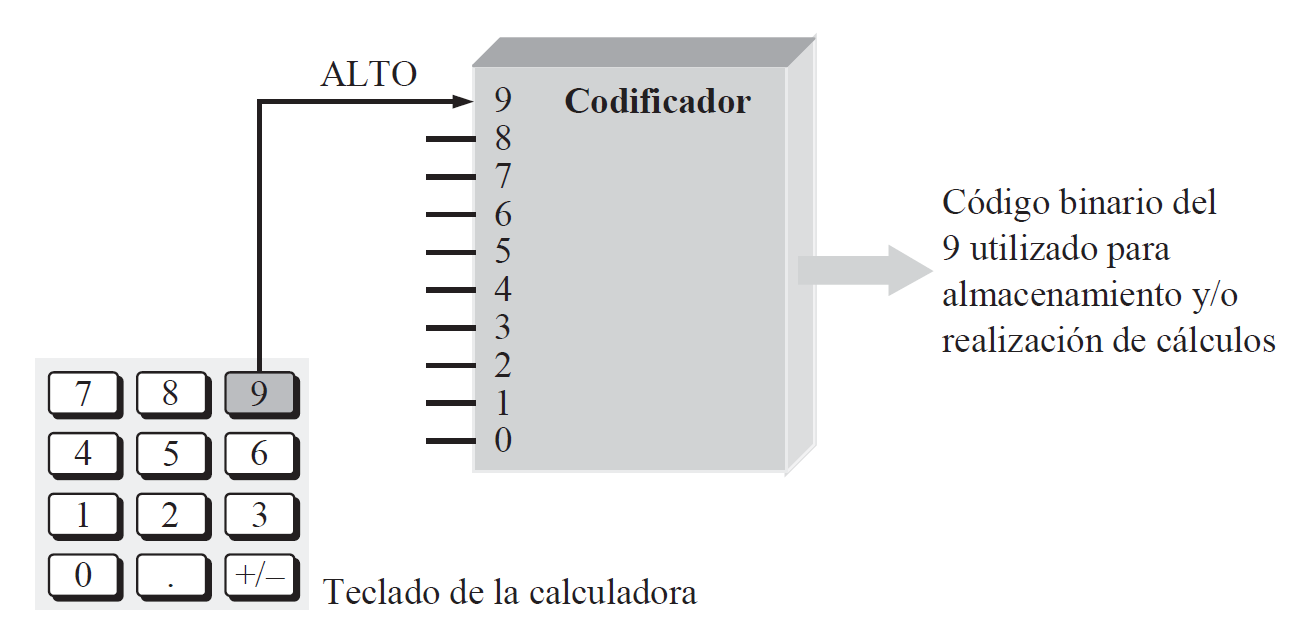 ALTO
9 Codificador
8
7
6
5
4
3
2
1
0
Código binario del
9 utilizado para
almacenamiento y/o
realización de cálculos
7 8 9
4 5 6
1 2 3
0 . +/–
Teclado de la calculadora